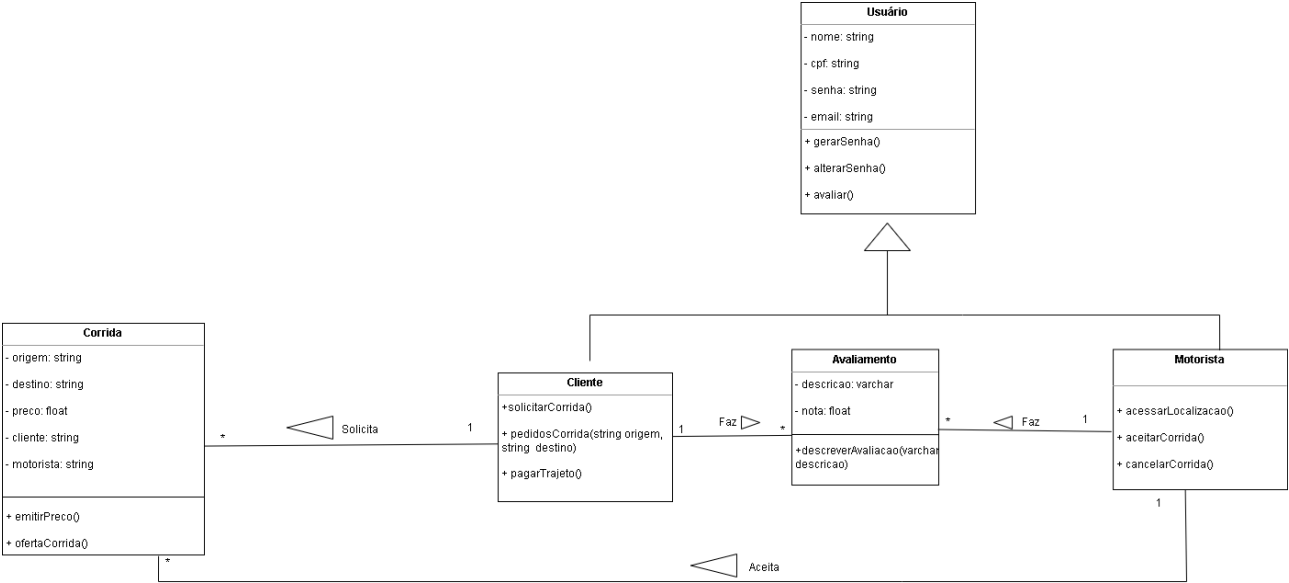 Usuário
- nome: string
- cpf: string
- senha: string
- email: string
+ gerarSenha()
+ alterarSenha()
+ avaliar()
Corrida
- origem: string
- destino: string
- preco: float
- cliente: string
- motorista: string
+ emitirPreco()
+ ofertaCorrida()
*
Solicita
1
Cliente
+solicitarCorrida()
+ pedidosCorrida(string origem,
string destino)
+ pagarTrajeto()
1
Faz
*
Avaliamento
- descricao: varchar
- nota: float
+descreverAvaliacao(varchar
descricao)
*
Faz
1
Motorista
+ acessarLocalizacao()
+ aceitarCorrida()
+ cancelarCorrida()
1
*
Aceita